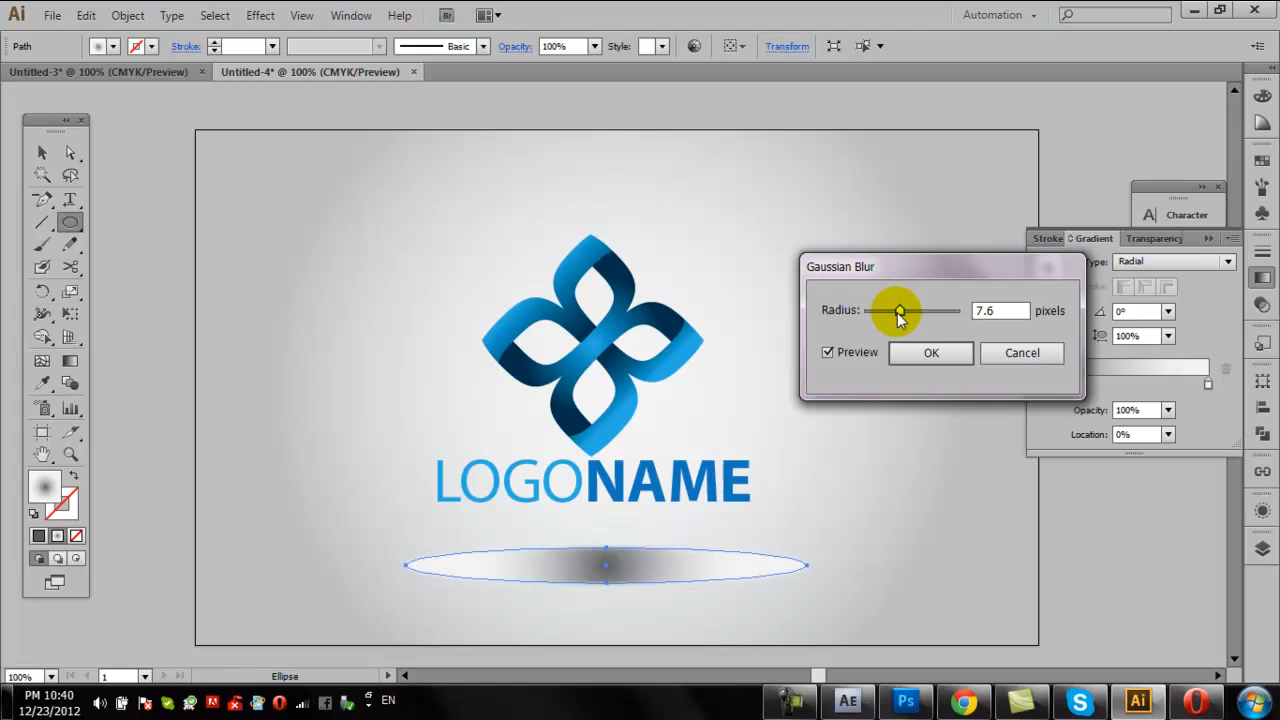 Ai File Edit Object Type Select Effect View Window Help Br Automation
Path Stroke: Basic Opacity: 100% Style: Transform
Untitled-3* @ 100% (CMYK/Preview) × Untitled-4* @ 100% (CMYK/Preview) ×
A Character
Stroke Gradient Transparency
Type: Radial
0°
100%
Opacity: 100%
Location: 0%
Gaussian Blur
Radius: 7.6 pixels
Preview OK Cancel
LOGONAME
100% 1 Ellipse
PM 10:40
12/23/2012
EN
AE Ps Ai